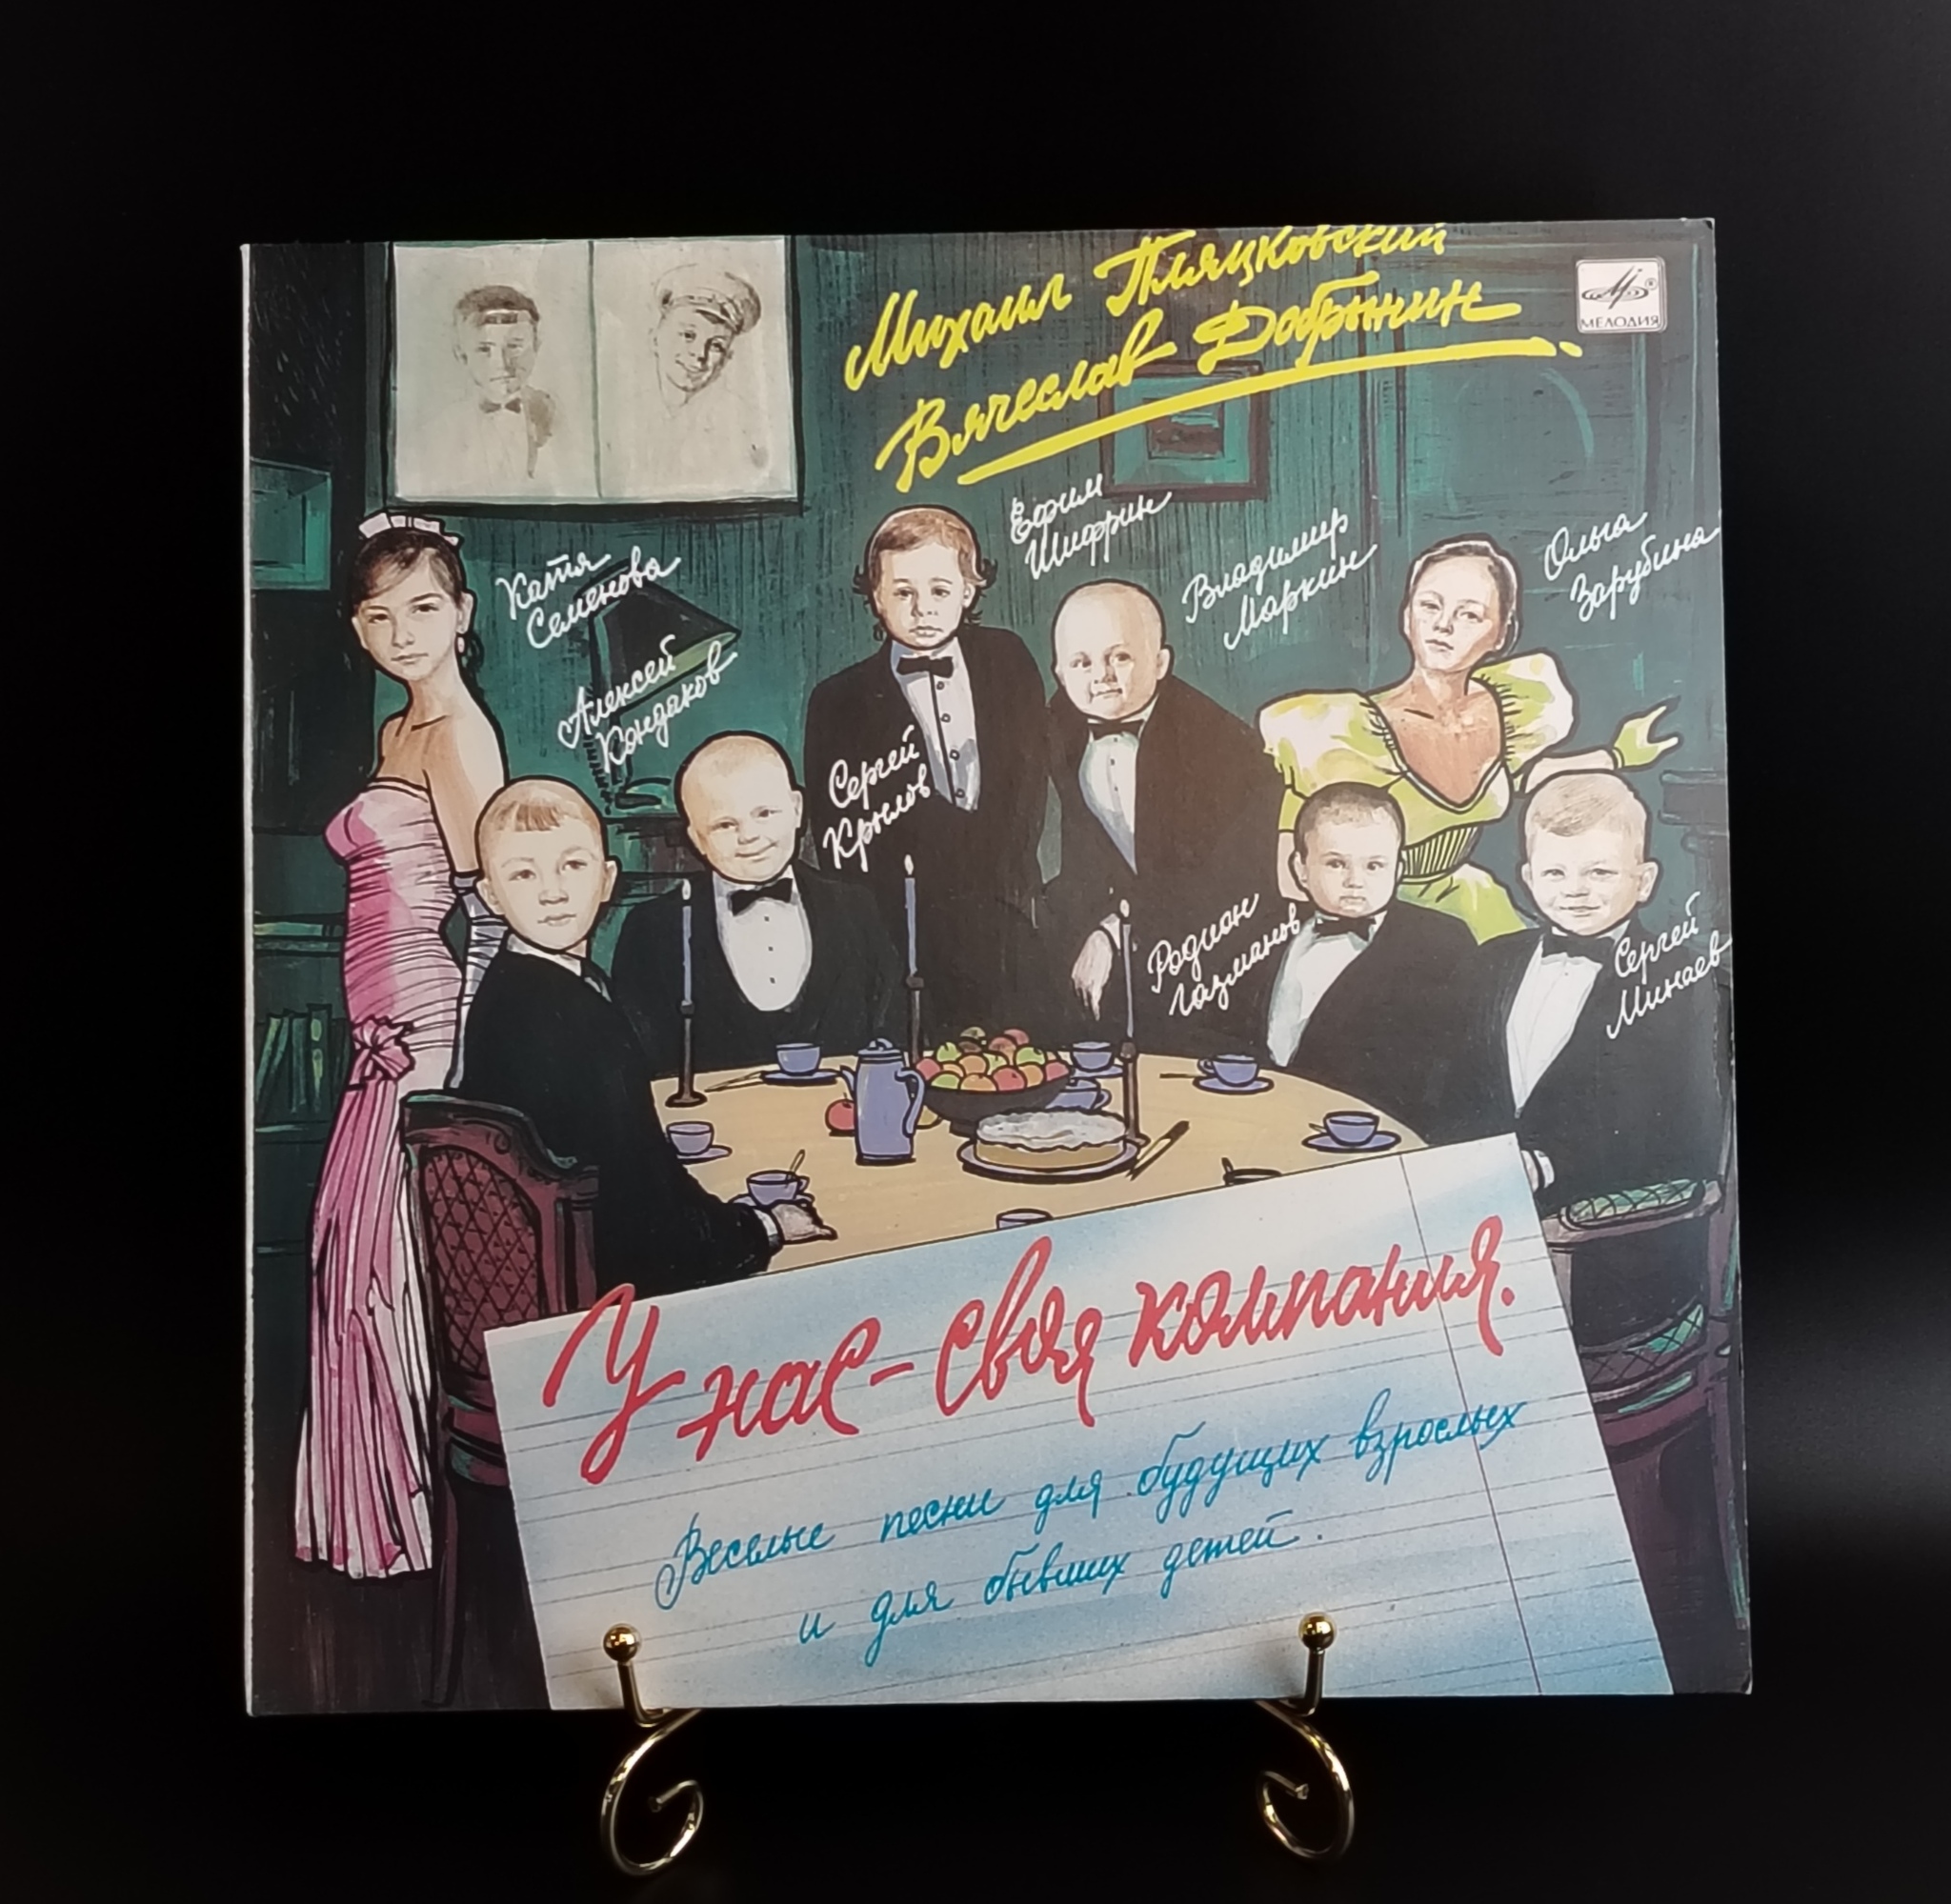 Михаил Пляцковский
Вячеслав Добрынин
МЕЛОДИЯ
Катя
Семенова
Алексей
Кондаков
Сергей
Крылов
Ефим
Шифрин
Владимир
Маркин
Ольга
Зарубина
Родион
Газманов
Сергей
Минаев
У нас - своя компания.
Веселые песни для будущих взрослых
и для бывших детей.